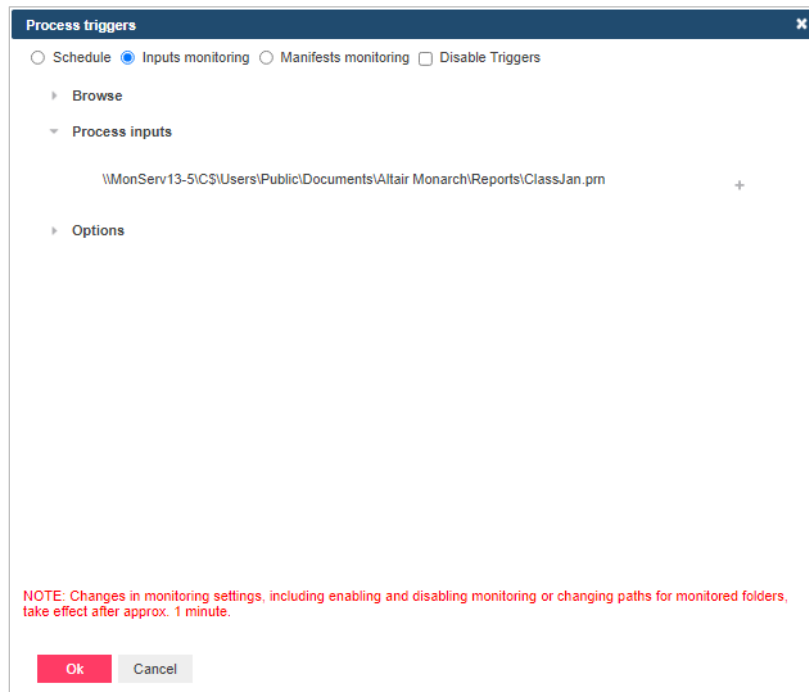 Process triggers
Schedule Inputs monitoring Manifests monitoring Disable Triggers
Browse
Process inputs
\\MonServ13-5\C$\Users\Public\Documents\Altair Monarch\Reports\ClassJan.prn
Options
NOTE: Changes in monitoring settings, including enabling and disabling monitoring or changing paths for monitored folders,
take effect after approx. 1 minute.
Ok Cancel